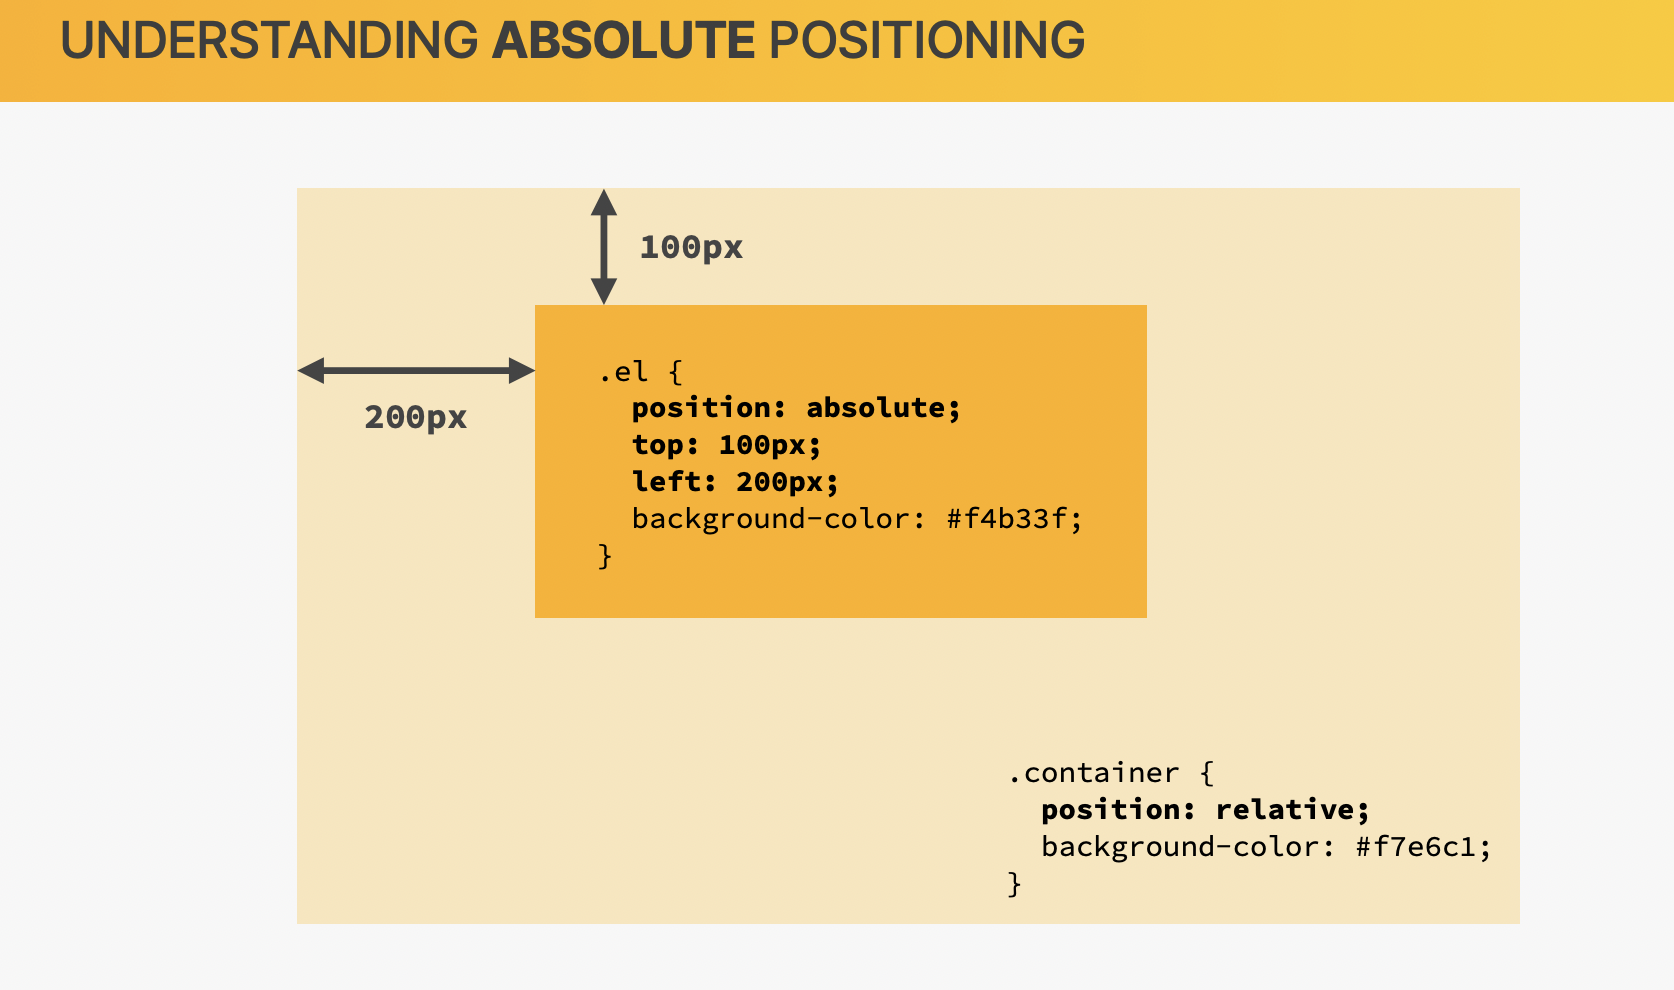 UNDERSTANDING ABSOLUTE POSITIONING
100px
200px
.el {
position: absolute;
top: 100px;
left: 200px;
background-color: #f4b33f;
}
.container {
position: relative;
background-color: #f7e6c1;
}